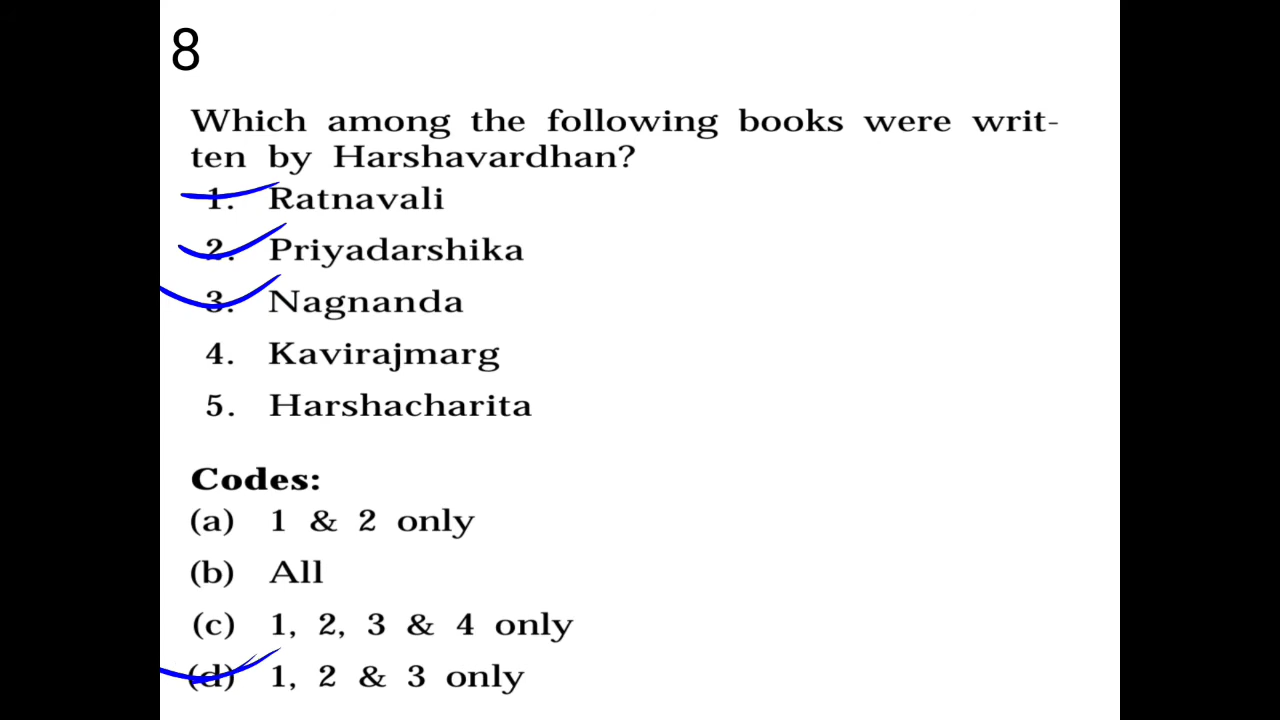 8
Which among the following books were writ-
ten by Harshavardhan?
1. Ratnavali
2. Priyadarshika
3. Nagnanda
4. Kavirajmarg
5. Harshacharita
Codes:
(a) 1 & 2 only
(b) All
(c) 1, 2, 3 & 4 only
(d) 1, 2 & 3 only